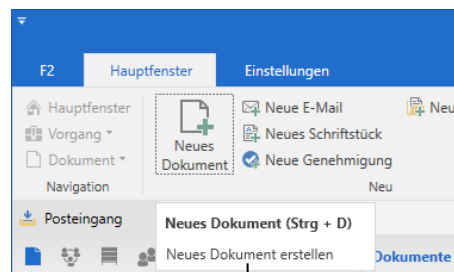 F2 Hauptfenster Einstellungen
Hauptfenster
Vorgang
Dokument
Navigation
Neues
Dokument
Neue E-Mail
Neues Schriftstück
Neue Genehmigung
Neu
Neu
Posteingang
Neues Dokument (Strg + D)
Neues Dokument erstellen
Dokumente